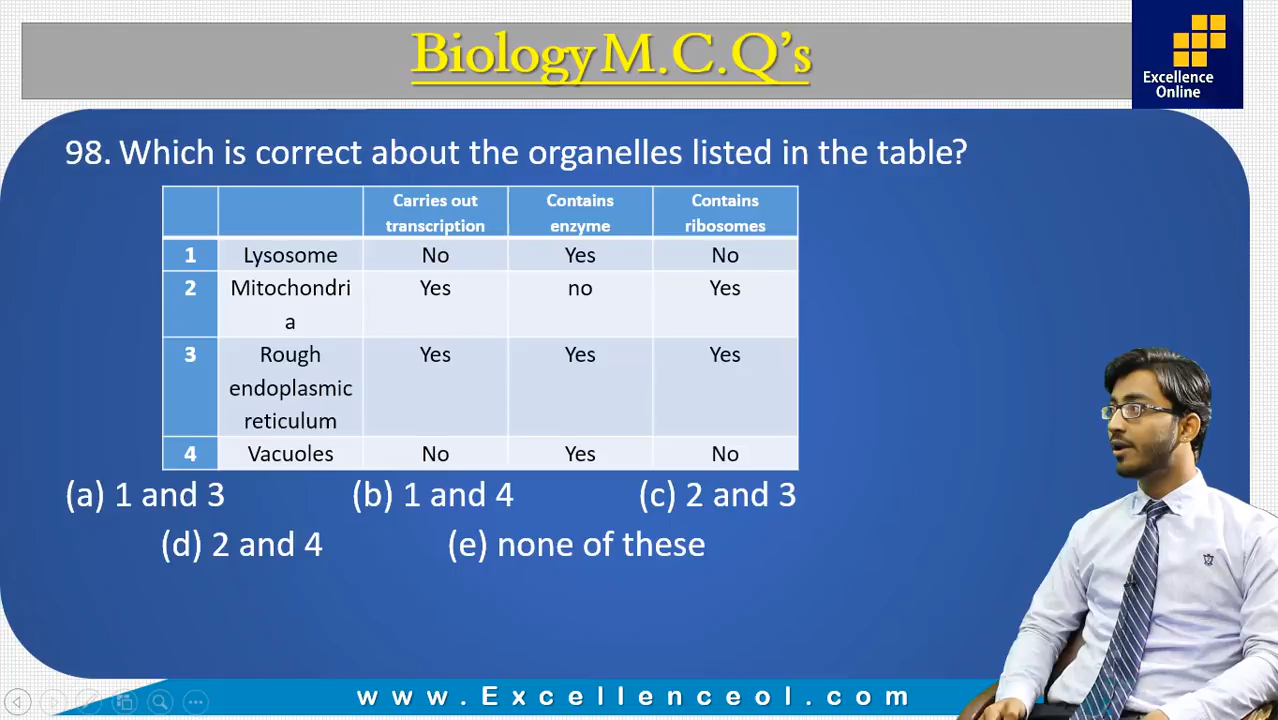 Biology M.C.Q's
Excellence
Online
98. Which is correct about the organelles listed in the table?
Carries out
transcription
Contains
enzyme
Contains
ribosomes
1 Lysosome No Yes No
2 Mitochondri Yes no Yes
a
3 Rough Yes Yes Yes
endoplasmic
reticulum
4 Vacuoles No Yes No
(a) 1 and 3 (b) 1 and 4 (c) 2 and 3
(d) 2 and 4 (e) none of these
www.Excellenceol.com